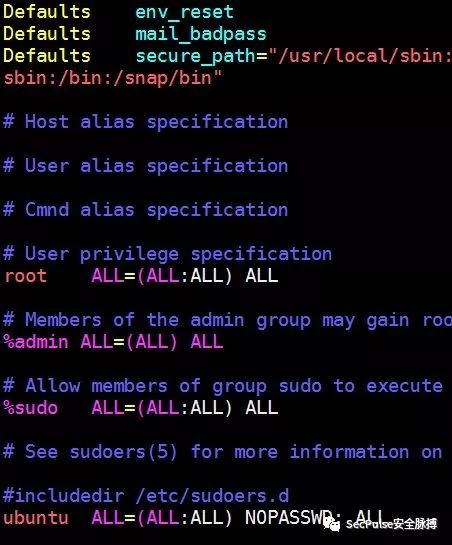 Defaults    env_reset
Defaults    mail_badpass
Defaults    secure_path="/usr/local/sbin:
sbin:/bin:/snap/bin"
# Host alias specification
# User alias specification
# Cmnd alias specification
# User privilege specification
root    ALL=(ALL:ALL) ALL
# Members of the admin group may gain roo
%admin ALL=(ALL) ALL
# Allow members of group sudo to execute
%sudo   ALL=(ALL:ALL) ALL
# See sudoers(5) for more information on
#includedir /etc/sudoers.d
ubuntu  ALL=(ALL:ALL) NOPASSWD: ALL
SecPulse安全脉搏